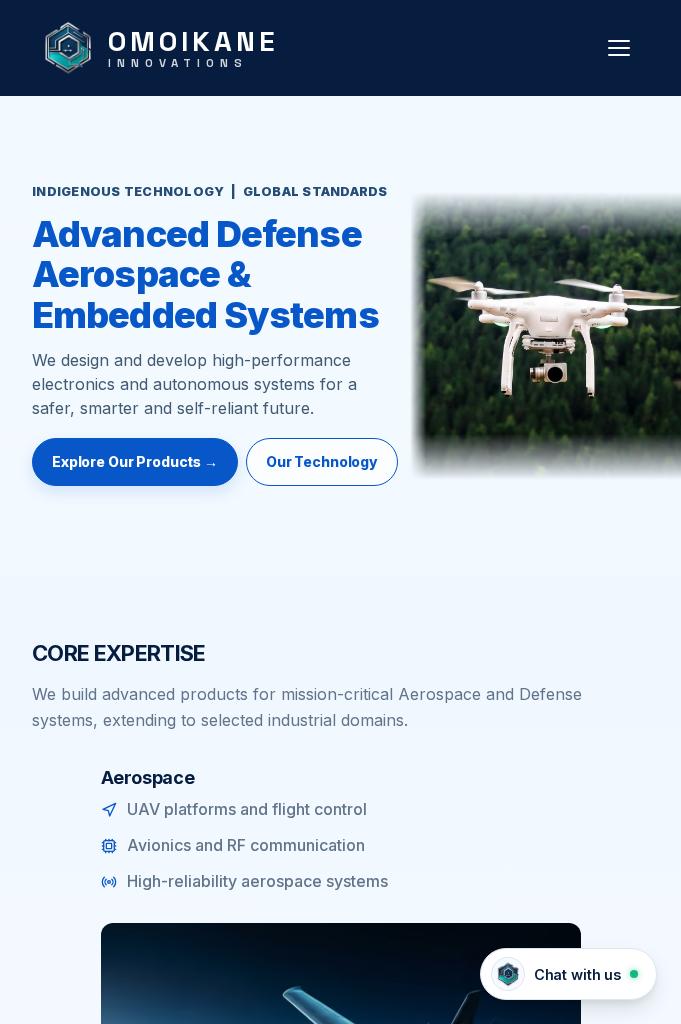 OMOIKANE
INNOVATIONS
INDIGENOUS TECHNOLOGY | GLOBAL STANDARDS
Advanced Defense
Aerospace &
Embedded Systems
We design and develop high-performance
electronics and autonomous systems for a
safer, smarter and self-reliant future.
Explore Our Products →
Our Technology
CORE EXPERTISE
We build advanced products for mission-critical Aerospace and Defense
systems, extending to selected industrial domains.
Aerospace
UAV platforms and flight control
Avionics and RF communication
High-reliability aerospace systems
Chat with us